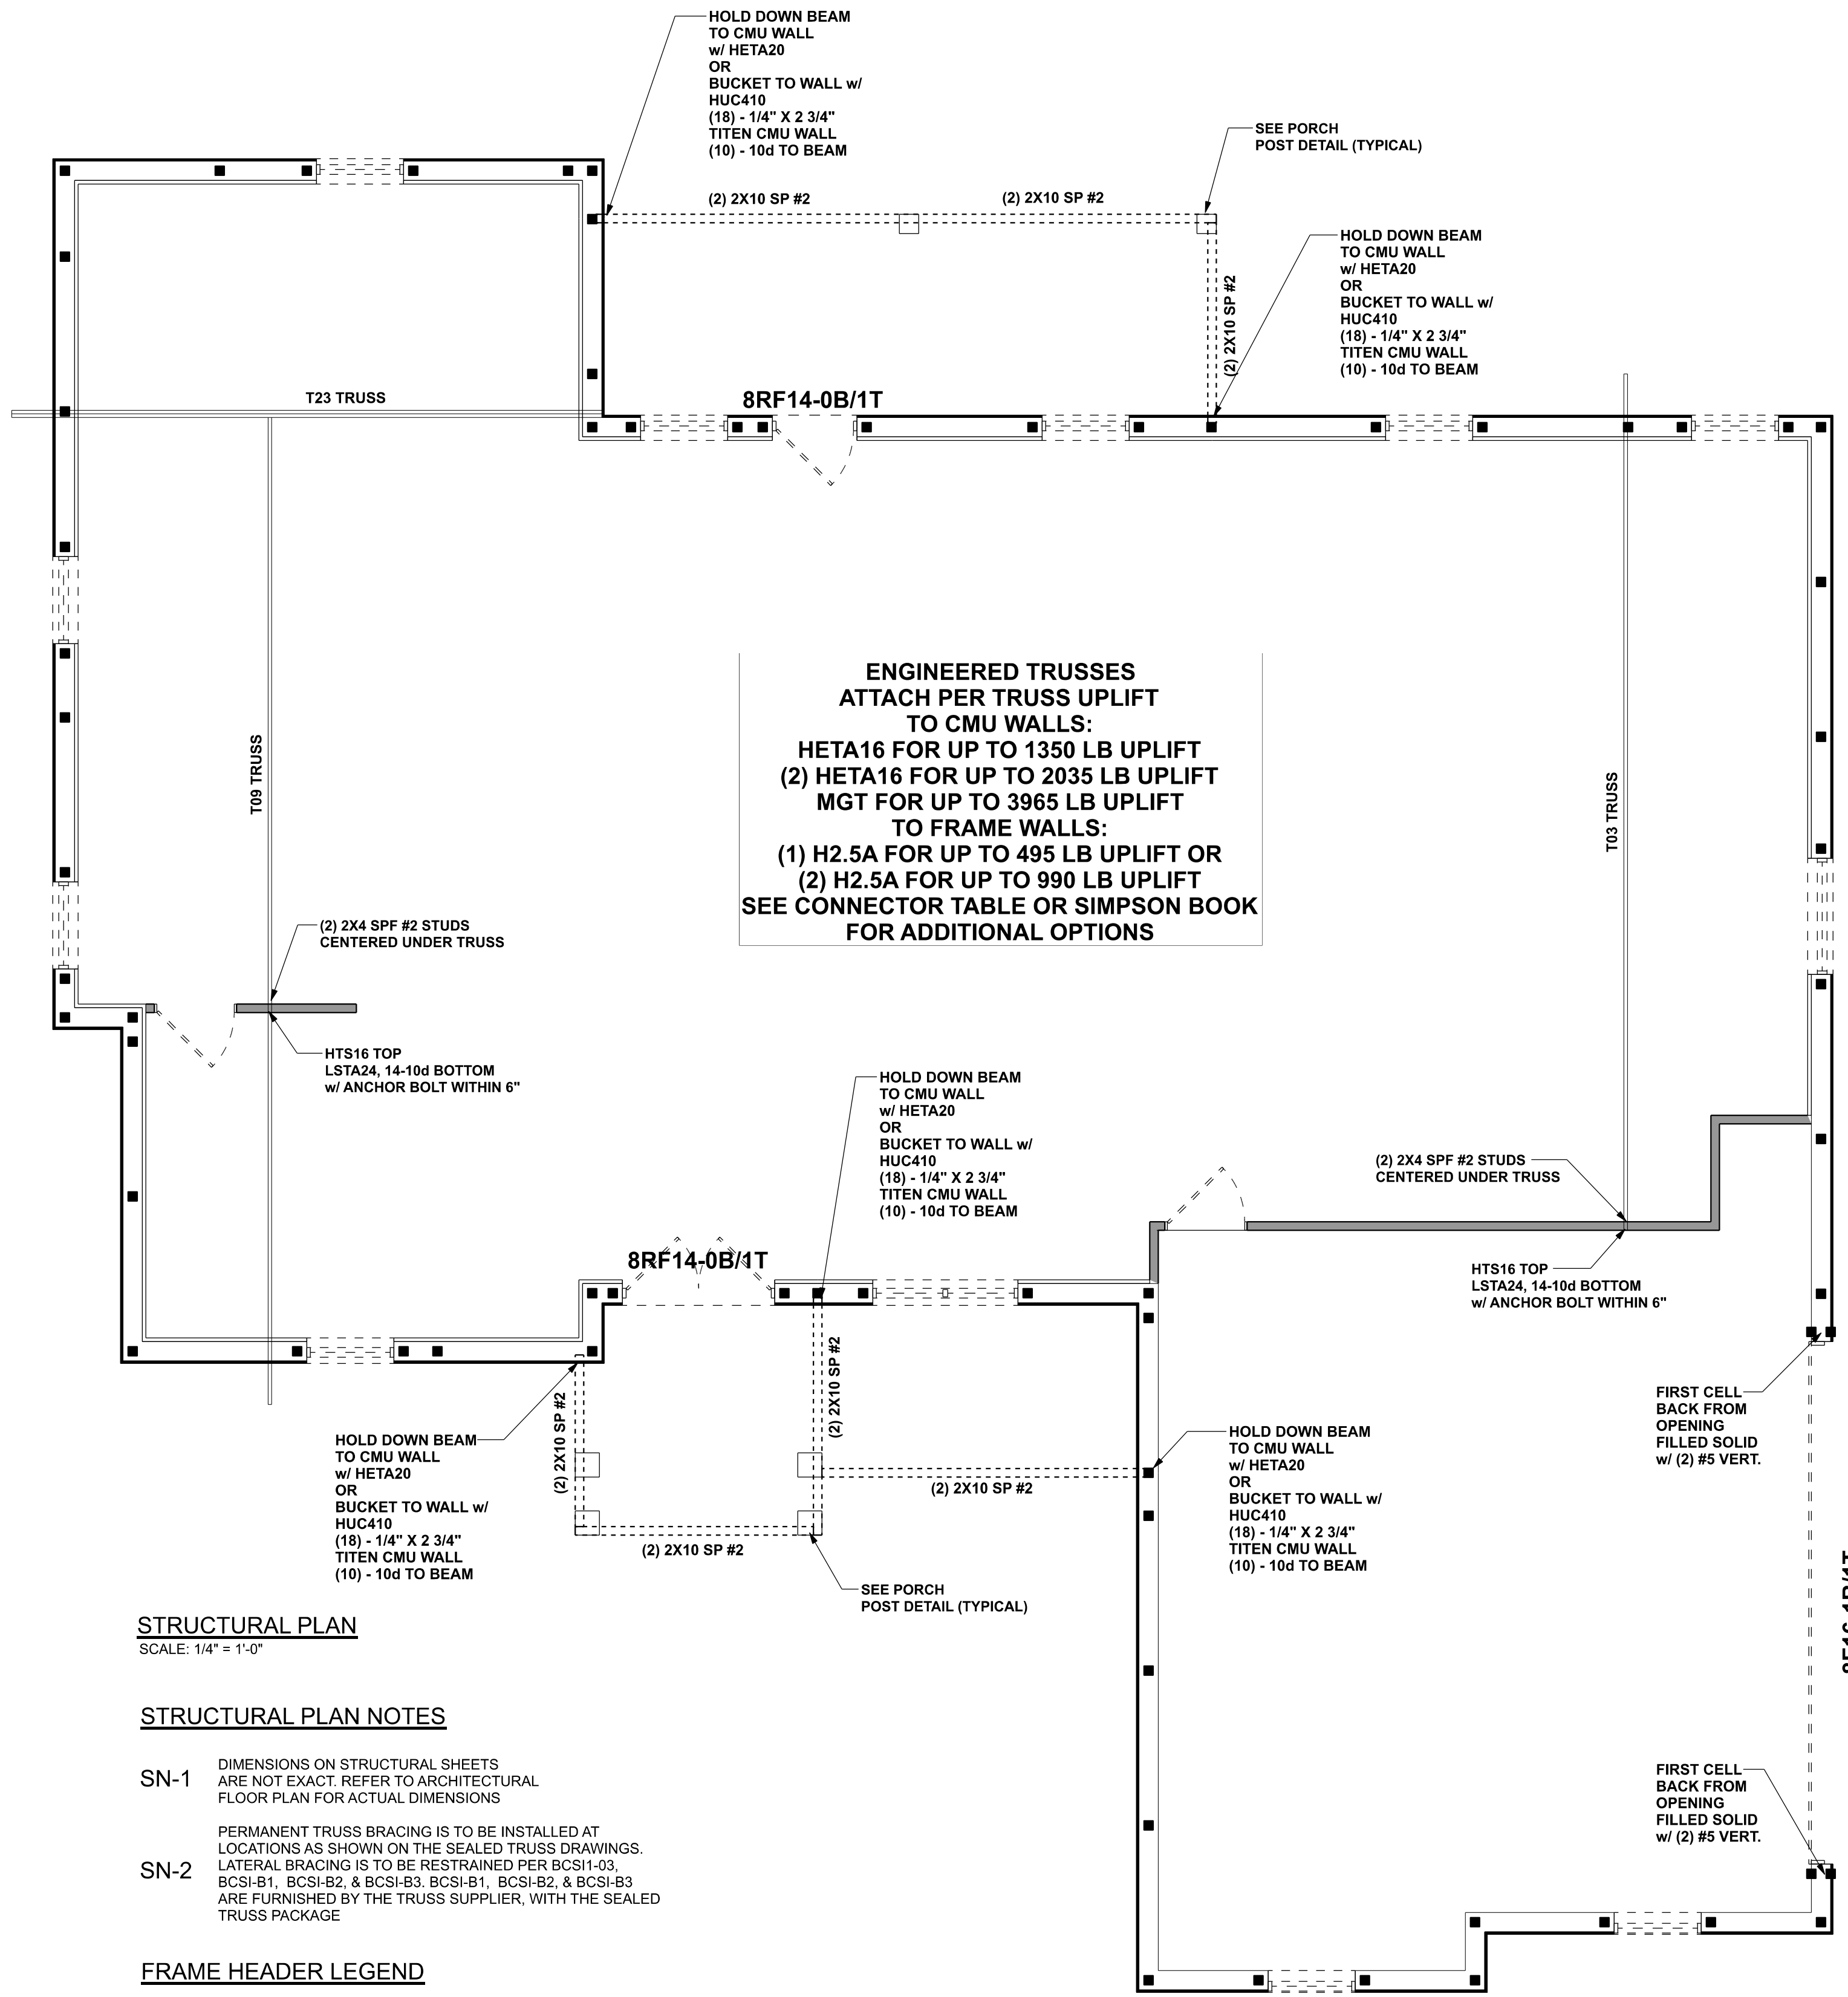 HOLD DOWN BEAM
TO CMU WALL
w/ HETA20
OR
BUCKET TO WALL w/
HUC410
(18) - 1/4" X 2 3/4"
TITEN CMU WALL
(10) - 10d TO BEAM
SEE PORCH
POST DETAIL (TYPICAL)
(2) 2X10 SP #2
(2) 2X10 SP #2
HOLD DOWN BEAM
TO CMU WALL
w/ HETA20
OR
BUCKET TO WALL w/
HUC410
(18) - 1/4" X 2 3/4"
TITEN CMU WALL
(10) - 10d TO BEAM
(2) 2X10 SP #2
T23 TRUSS
8RF14-0B/1T
ENGINEERED TRUSSES
ATTACH PER TRUSS UPLIFT
TO CMU WALLS:
HETA16 FOR UP TO 1350 LB UPLIFT
(2) HETA16 FOR UP TO 2035 LB UPLIFT
MGT FOR UP TO 3965 LB UPLIFT
TO FRAME WALLS:
(1) H2.5A FOR UP TO 495 LB UPLIFT OR
(2) H2.5A FOR UP TO 990 LB UPLIFT
SEE CONNECTOR TABLE OR SIMPSON BOOK
FOR ADDITIONAL OPTIONS
T09 TRUSS
T03 TRUSS
(2) 2X4 SPF #2 STUDS
CENTERED UNDER TRUSS
HTS16 TOP
LSTA24, 14-10d BOTTOM
w/ ANCHOR BOLT WITHIN 6"
HOLD DOWN BEAM
TO CMU WALL
w/ HETA20
OR
BUCKET TO WALL w/
HUC410
(18) - 1/4" X 2 3/4"
TITEN CMU WALL
(10) - 10d TO BEAM
(2) 2X4 SPF #2 STUDS
CENTERED UNDER TRUSS
8RF14-0B/1T
HTS16 TOP
LSTA24, 14-10d BOTTOM
w/ ANCHOR BOLT WITHIN 6"
(2) 2X10 SP #2
(2) 2X10 SP #2
HOLD DOWN BEAM
TO CMU WALL
w/ HETA20
OR
BUCKET TO WALL w/
HUC410
(18) - 1/4" X 2 3/4"
TITEN CMU WALL
(10) - 10d TO BEAM
(2) 2X10 SP #2
(2) 2X10 SP #2
HOLD DOWN BEAM
TO CMU WALL
w/ HETA20
OR
BUCKET TO WALL w/
HUC410
(18) - 1/4" X 2 3/4"
TITEN CMU WALL
(10) - 10d TO BEAM
FIRST CELL
BACK FROM
OPENING
FILLED SOLID
w/ (2) #5 VERT.
SEE PORCH
POST DETAIL (TYPICAL)
FIRST CELL
BACK FROM
OPENING
FILLED SOLID
w/ (2) #5 VERT.
STRUCTURAL PLAN
SCALE: 1/4" = 1'-0"
STRUCTURAL PLAN NOTES
SN-1
DIMENSIONS ON STRUCTURAL SHEETS
ARE NOT EXACT. REFER TO ARCHITECTURAL
FLOOR PLAN FOR ACTUAL DIMENSIONS
SN-2
PERMANENT TRUSS BRACING IS TO BE INSTALLED AT
LOCATIONS AS SHOWN ON THE SEALED TRUSS DRAWINGS.
LATERAL BRACING IS TO BE RESTRAINED PER BCSI1-03,
BCSI-B1, BCSI-B2, & BCSI-B3. BCSI-B1, BCSI-B2, & BCSI-B3
ARE FURNISHED BY THE TRUSS SUPPLIER, WITH THE SEALED
TRUSS PACKAGE
FRAME HEADER LEGEND